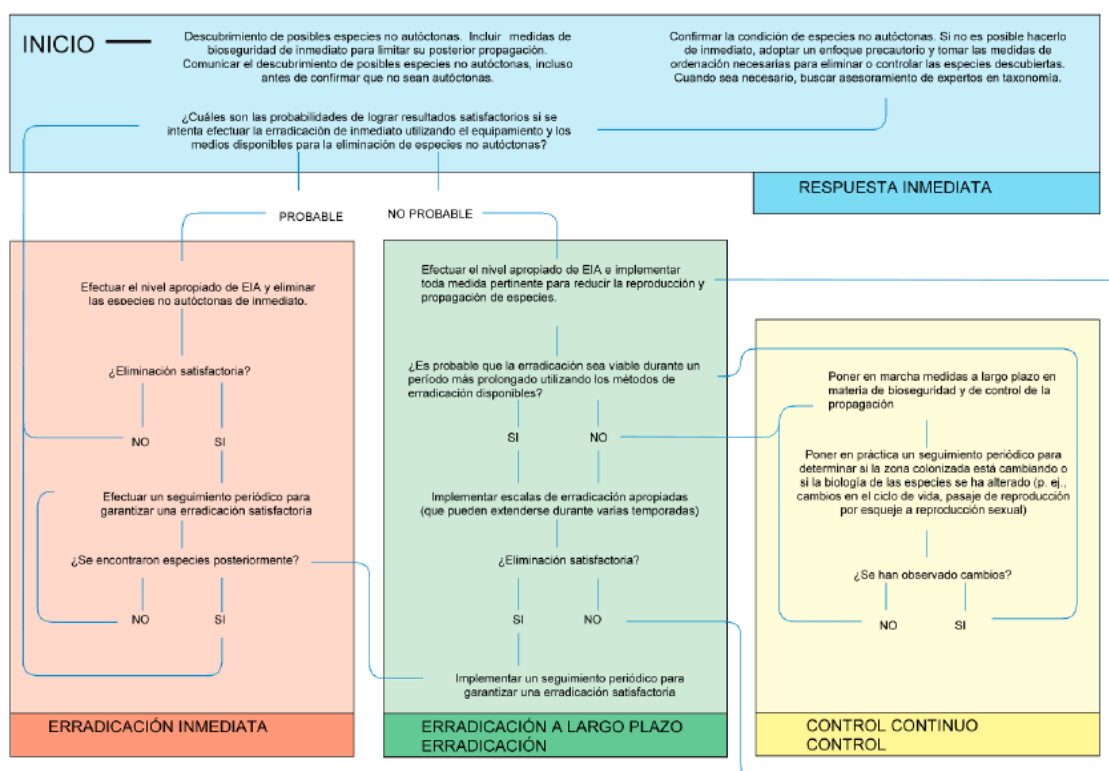 INICIO
Descubrimiento de posibles especies no autóctonas. Incluir medidas de
bioseguridad de inmediato para limitar su posterior propagación.
Comunicar el descubrimiento de posibles especies no autóctonas, incluso
antes de confirmar que no sean autóctonas.
Confirmar la condición de especies no autóctonas. Si no es posible hacerlo
de inmediato, adoptar un enfoque precautorio y tomar las medidas de
ordenación necesarias para eliminar o controlar las especies descubiertas.
Cuando sea necesario, buscar asesoramiento de expertos en taxonomía.
¿Cuáles son las probabilidades de lograr resultados satisfactorios si se
intenta efectuar la erradicación de inmediato utilizando el equipamiento y los
medios disponibles para la eliminación de especies no autóctonas?
RESPUESTA INMEDIATA
PROBABLE
NO PROBABLE
Efectuar el nivel apropiado de EIA y eliminar
las especies no autóctonas de inmediato.
¿Eliminación satisfactoria?
NO
SI
Efectuar un seguimiento periódico para
garantizar una erradicación satisfactoria
¿Se encontraron especies posteriormente?
NO
SI
ERRADICACIÓN INMEDIATA
Efectuar el nivel apropiado de EIA e implementar
toda medida pertinente para reducir la reproducción y
propagación de especies.
¿Es probable que la erradicación sea viable durante un
período más prolongado utilizando los métodos de
erradicación disponibles?
SI
NO
Implementar escalas de erradicación apropiadas
(que pueden extenderse durante varias temporadas)
¿Eliminación satisfactoria?
SI
NO
Implementar un seguimiento periódico para
garantizar una erradicación satisfactoria
ERRADICACIÓN A LARGO PLAZO
ERRADICACIÓN
Poner en marcha medidas a largo plazo en
materia de bioseguridad y de control de la
propagación
Poner en práctica un seguimiento periódico para
determinar si la zona colonizada está cambiando o
si la biología de las especies se ha alterado (p. ej.,
cambios en el ciclo de vida, pasaje de reproducción
por esqueje a reproducción sexual)
¿Se han observado cambios?
NO
SI
CONTROL CONTINUO
CONTROL